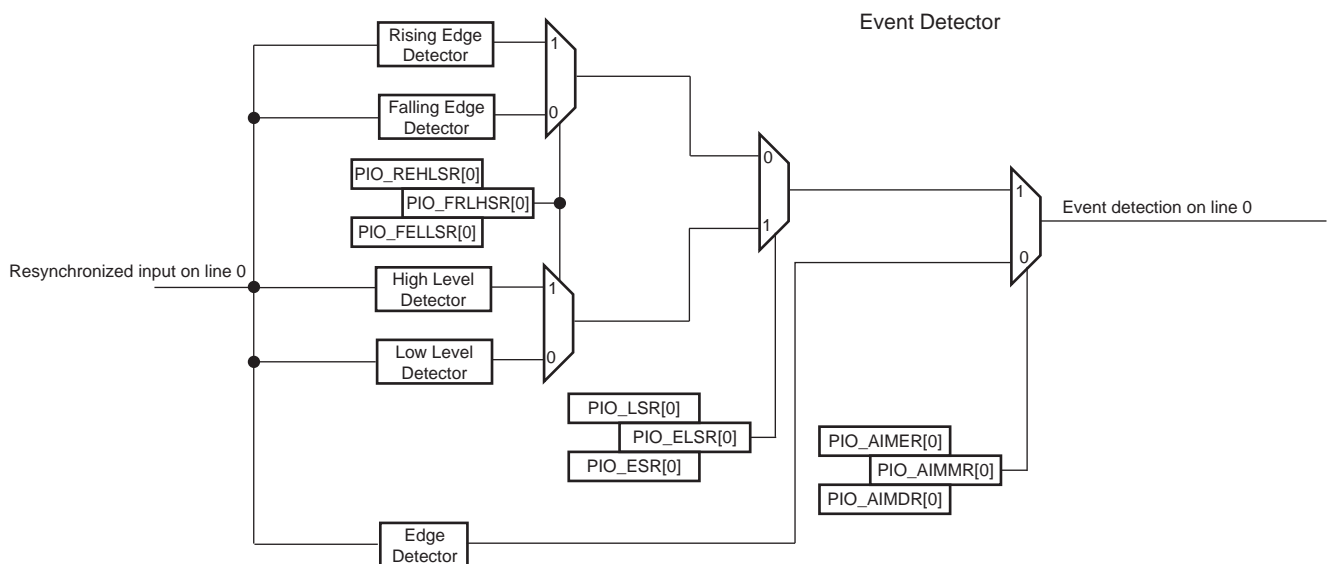 Event Detector
Rising Edge
Detector
1
Falling Edge
Detector
0
0
PIO_REHLSR[0]
PIO_FRLHSR[0]
PIO_FELLSR[0]
1
1
Event detection on line 0
0
Resynchronized input on line 0
High Level
Detector
1
Low Level
Detector
0
PIO_LSR[0]
PIO_ELSR[0]
PIO_ESR[0]
PIO_AIMER[0]
PIO_AIMMR[0]
PIO_AIMDR[0]
Edge
Detector